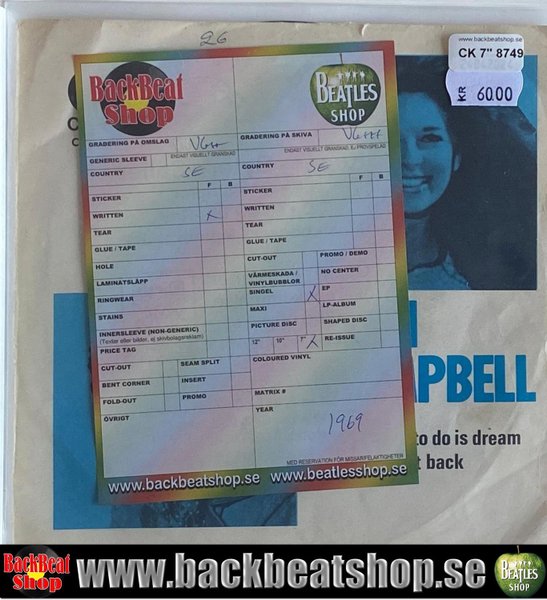 26
www.backbeatshop.se
CK 7" 8749
KR 60.00
BackBeat
Shop
BEATLES
SHOP
GRADERING PÅ OMSLAG VG++
ENDAST VISUELLT GRANSKAD
GENERIC SLEEVE
COUNTRY SE
F B
STICKER
WRITTEN X
TEAR
GLUE / TAPE
HOLE
LAMINATSLÄPP
RINGWEAR
STAINS
INNERSLEEVE (NON-GENERIC)
(Texter eller bilder, ej skivbolagsreklam)
PRICE TAG
CUT-OUT SEAM SPLIT
BENT CORNER INSERT
FOLD-OUT PROMO
ÖVRIGT
GRADERING PÅ SKIVA VG+++
ENDAST VISUELLT GRANSKAD, EJ PROVSPELAD
COUNTRY SE
F B
STICKER
WRITTEN
TEAR
GLUE / TAPE
CUT-OUT PROMO / DEMO
VÄRMESKADA /
VINYLBUBBLOR
NO CENTER
SINGEL X EP
MAXI LP-ALBUM
PICTURE DISC SHAPED DISC
12" 10" 7" X RE-ISSUE
COLOURED VINYL
MATRIX #
YEAR
1969
MED RESERVATION FÖR MISSAR/FELAKTIGHETER
www.backbeatshop.se www.beatlesshop.se
PBELL
to do is dream
back
BackBeat
Shop
www.backbeatshop.se
BEATLES
SHOP